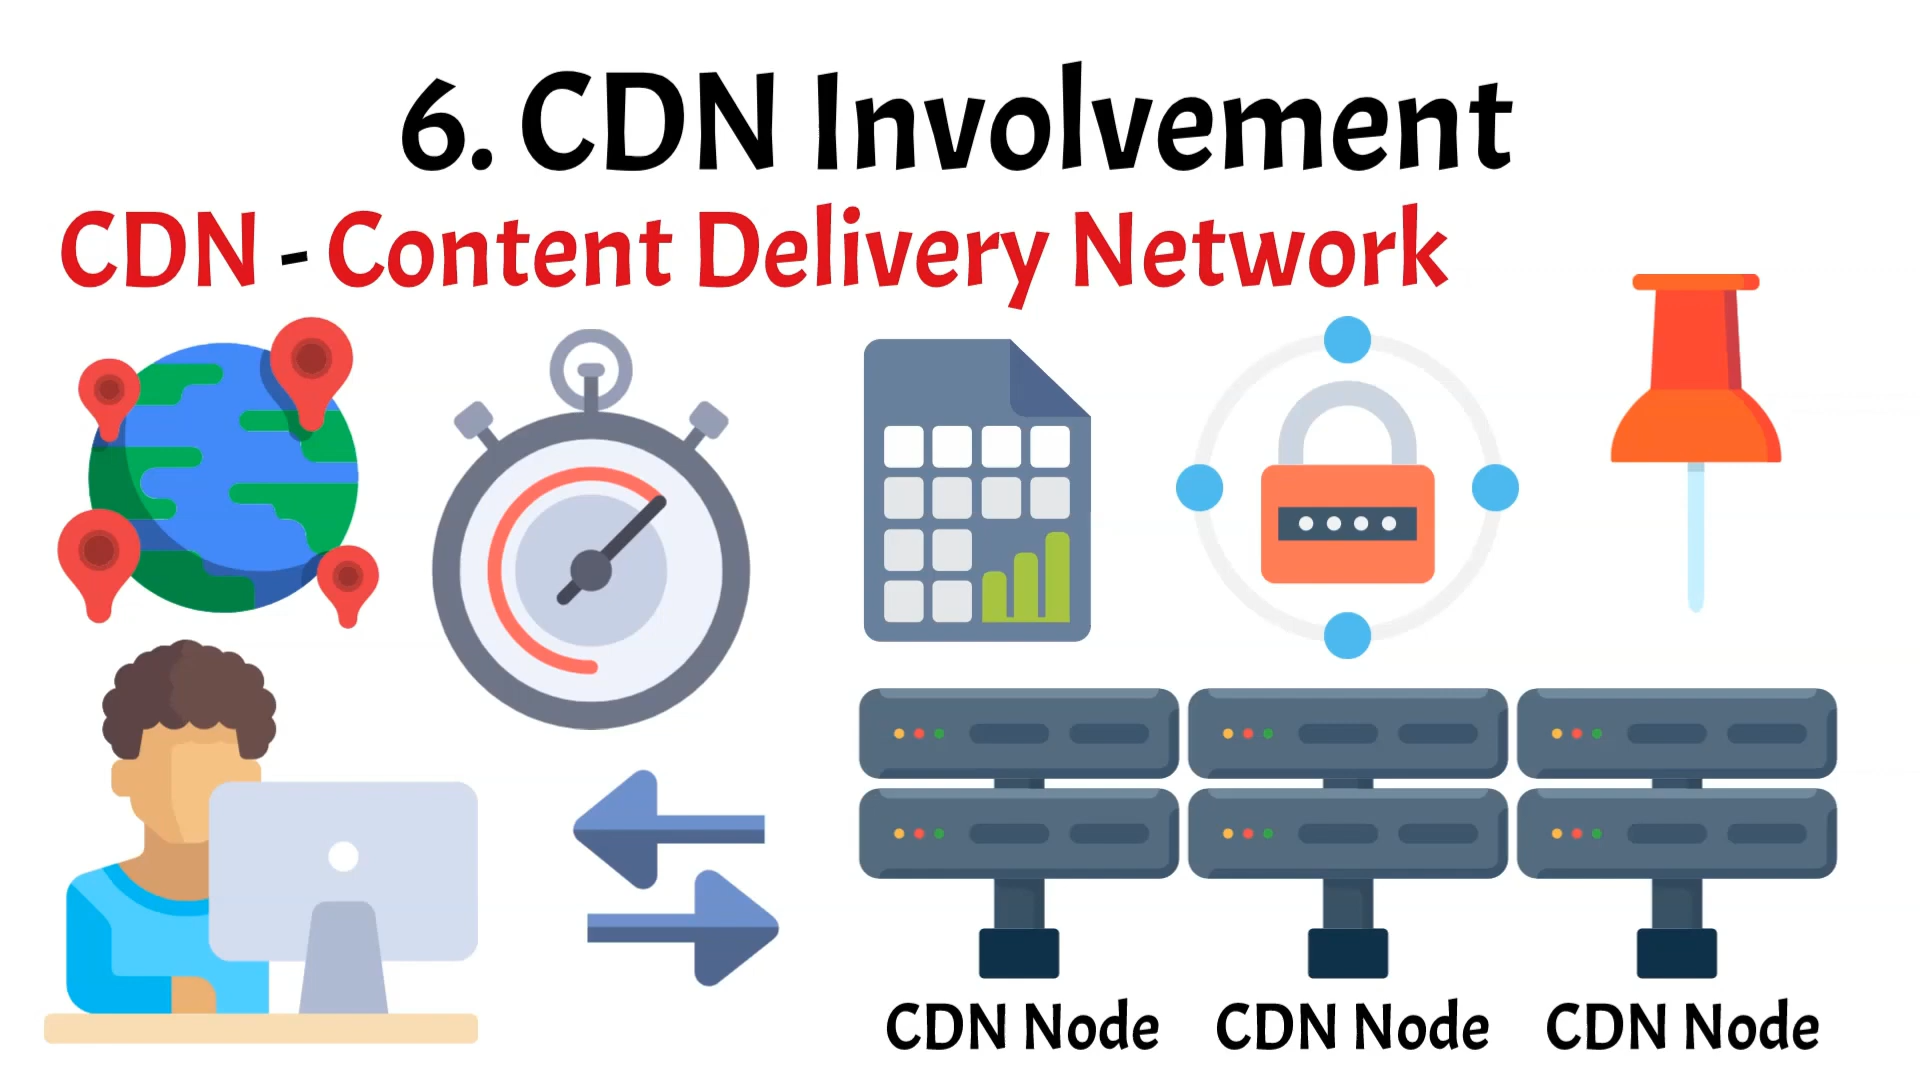 6. CDN Involvement
CDN - Content Delivery Network
CDN Node
CDN Node
CDN Node